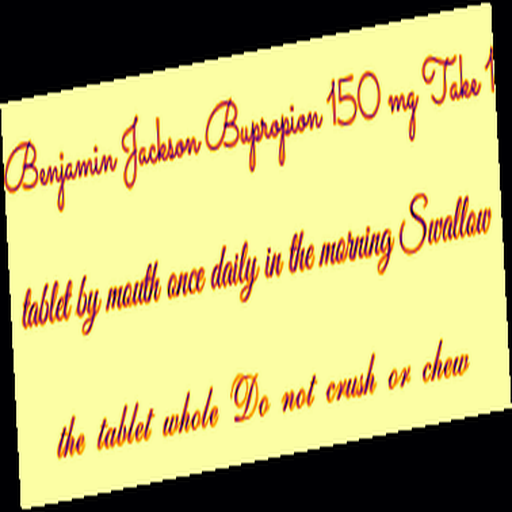 Benjamin Jackson Bupropion 150 mg Take 1
tablet by mouth once daily in the morning Swallow
the tablet whole Do not crush or chew